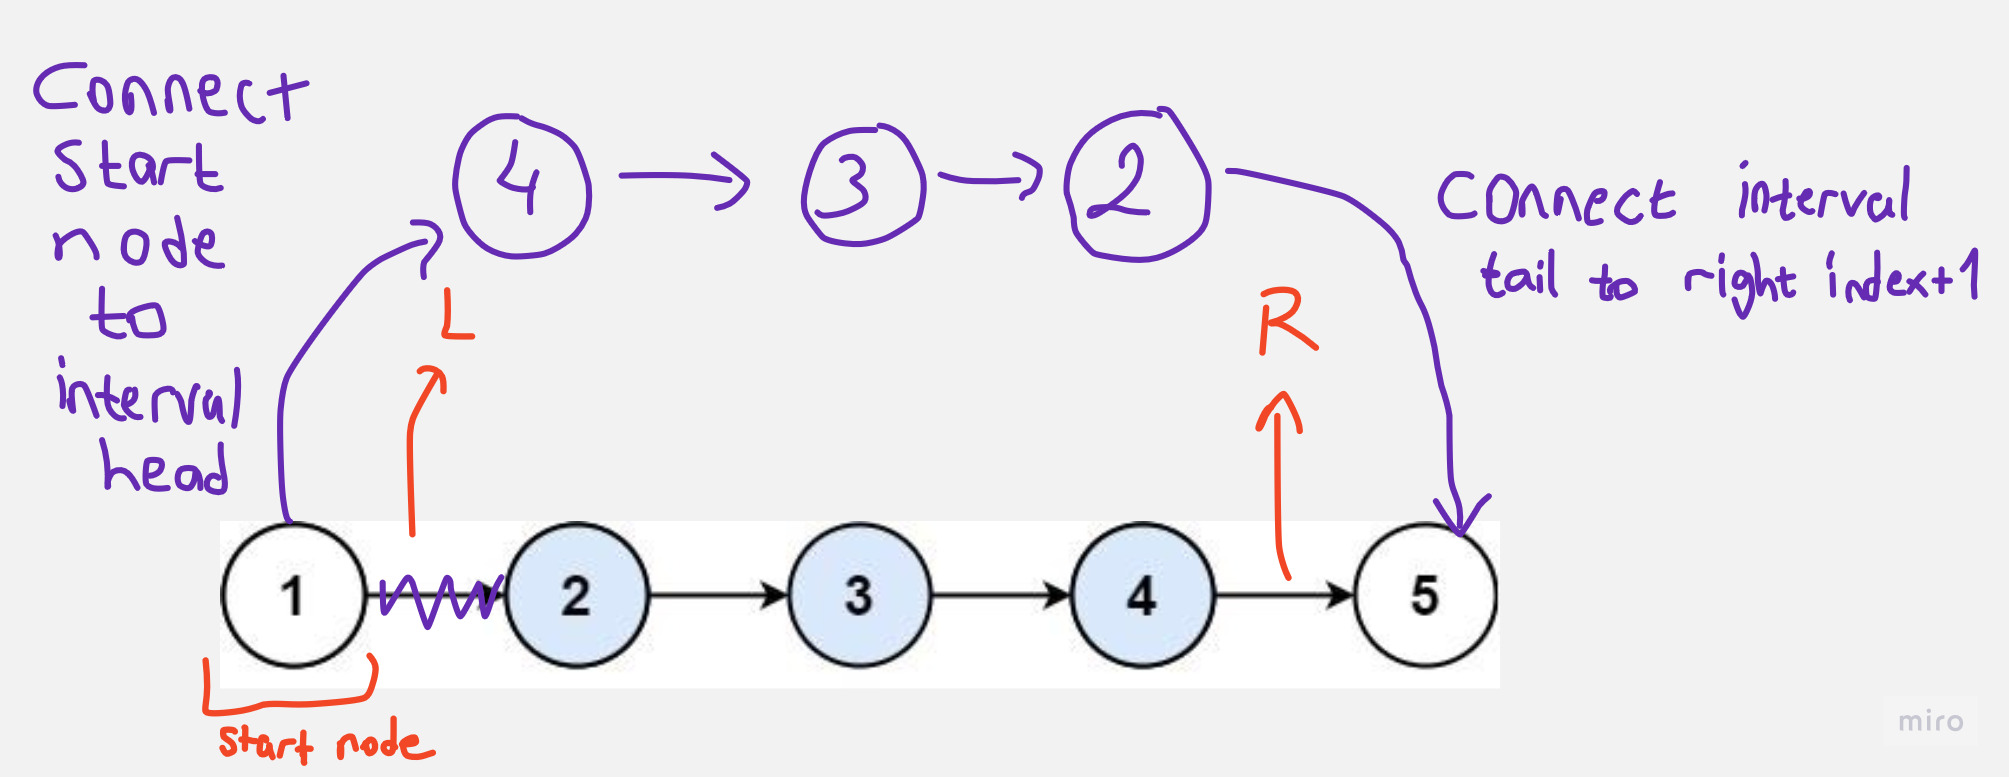 Connect
Start
node
to
interval
head
4
3
2
Connect interval
tail to right index+1
L
R
1
2
3
4
5
start node
miro